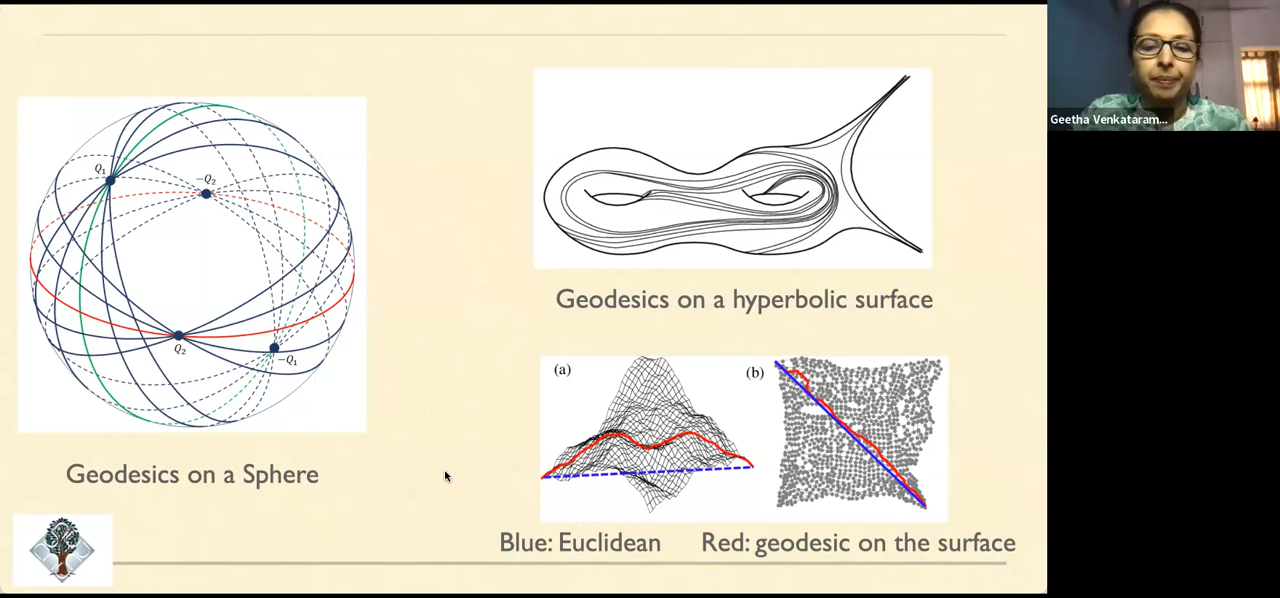 Q₁
−Q₂
Q₂
−Q₁
Geodesics on a Sphere
Geodesics on a hyperbolic surface
(a)
(b)
Blue: Euclidean
Red: geodesic on the surface
Geetha Venkataram...